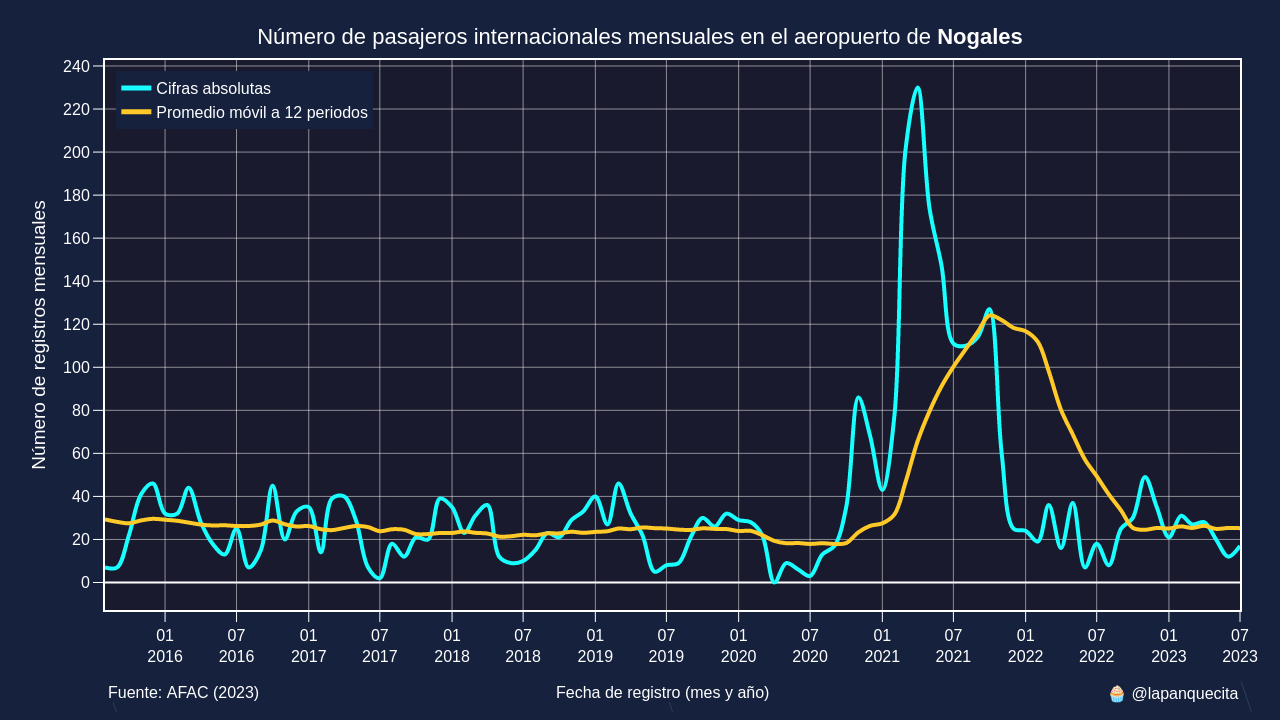 Número de pasajeros internacionales mensuales en el aeropuerto de Nogales
Cifras absolutas
Promedio móvil a 12 periodos
Número de registros mensuales
240
220
200
180
160
140
120
100
80
60
40
20
0
01 07 01 07 01 07 01 07 01 07 01 07 01 07 01 07
2016 2016 2017 2017 2018 2018 2019 2019 2020 2020 2021 2021 2022 2022 2023 2023
Fuente: AFAC (2023)
Fecha de registro (mes y año)
🧁 @lapanquecita